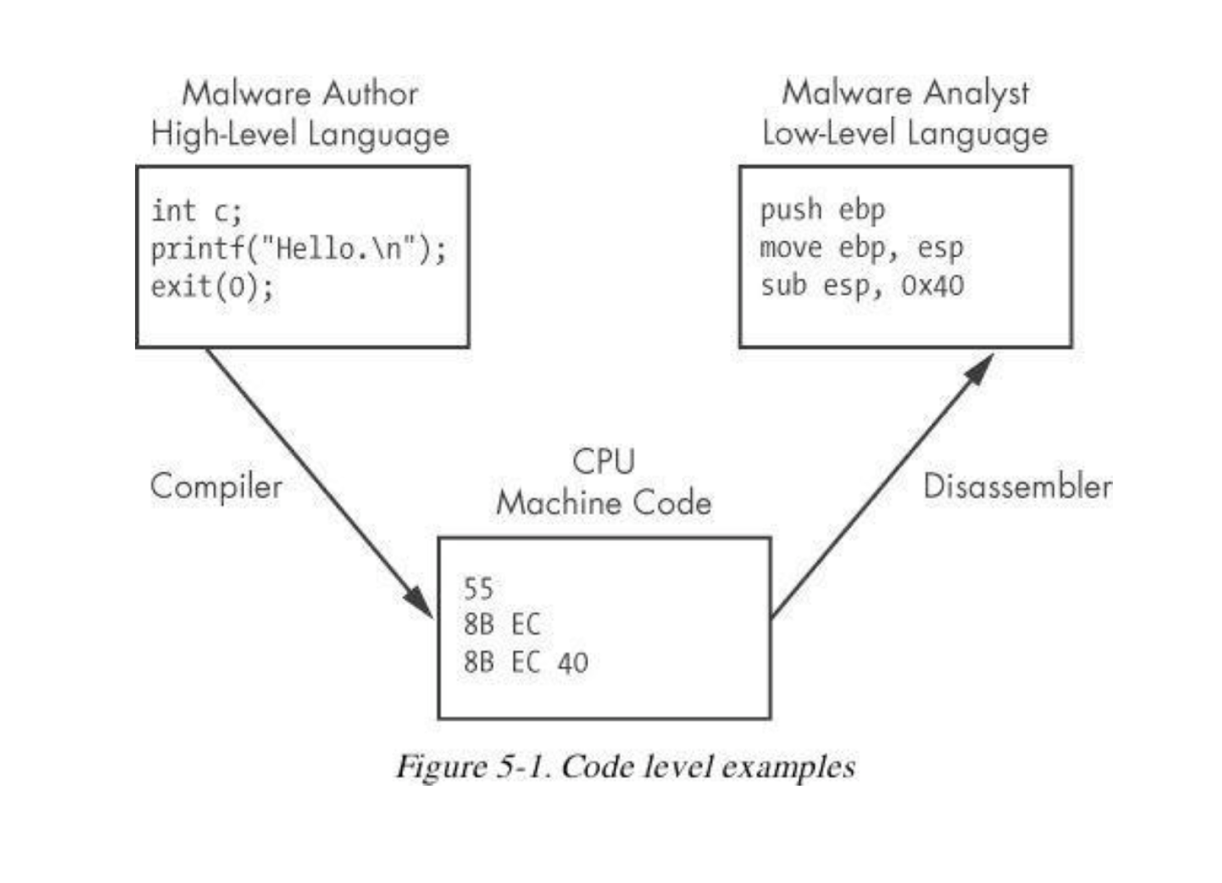 Malware Author
High-Level Language
int c;
printf("Hello.\n");
exit(0);
Malware Analyst
Low-Level Language
push ebp
move ebp, esp
sub esp, 0x40
Compiler
CPU
Machine Code
55
8B EC
8B EC 40
Disassembler
Figure 5-1. Code level examples